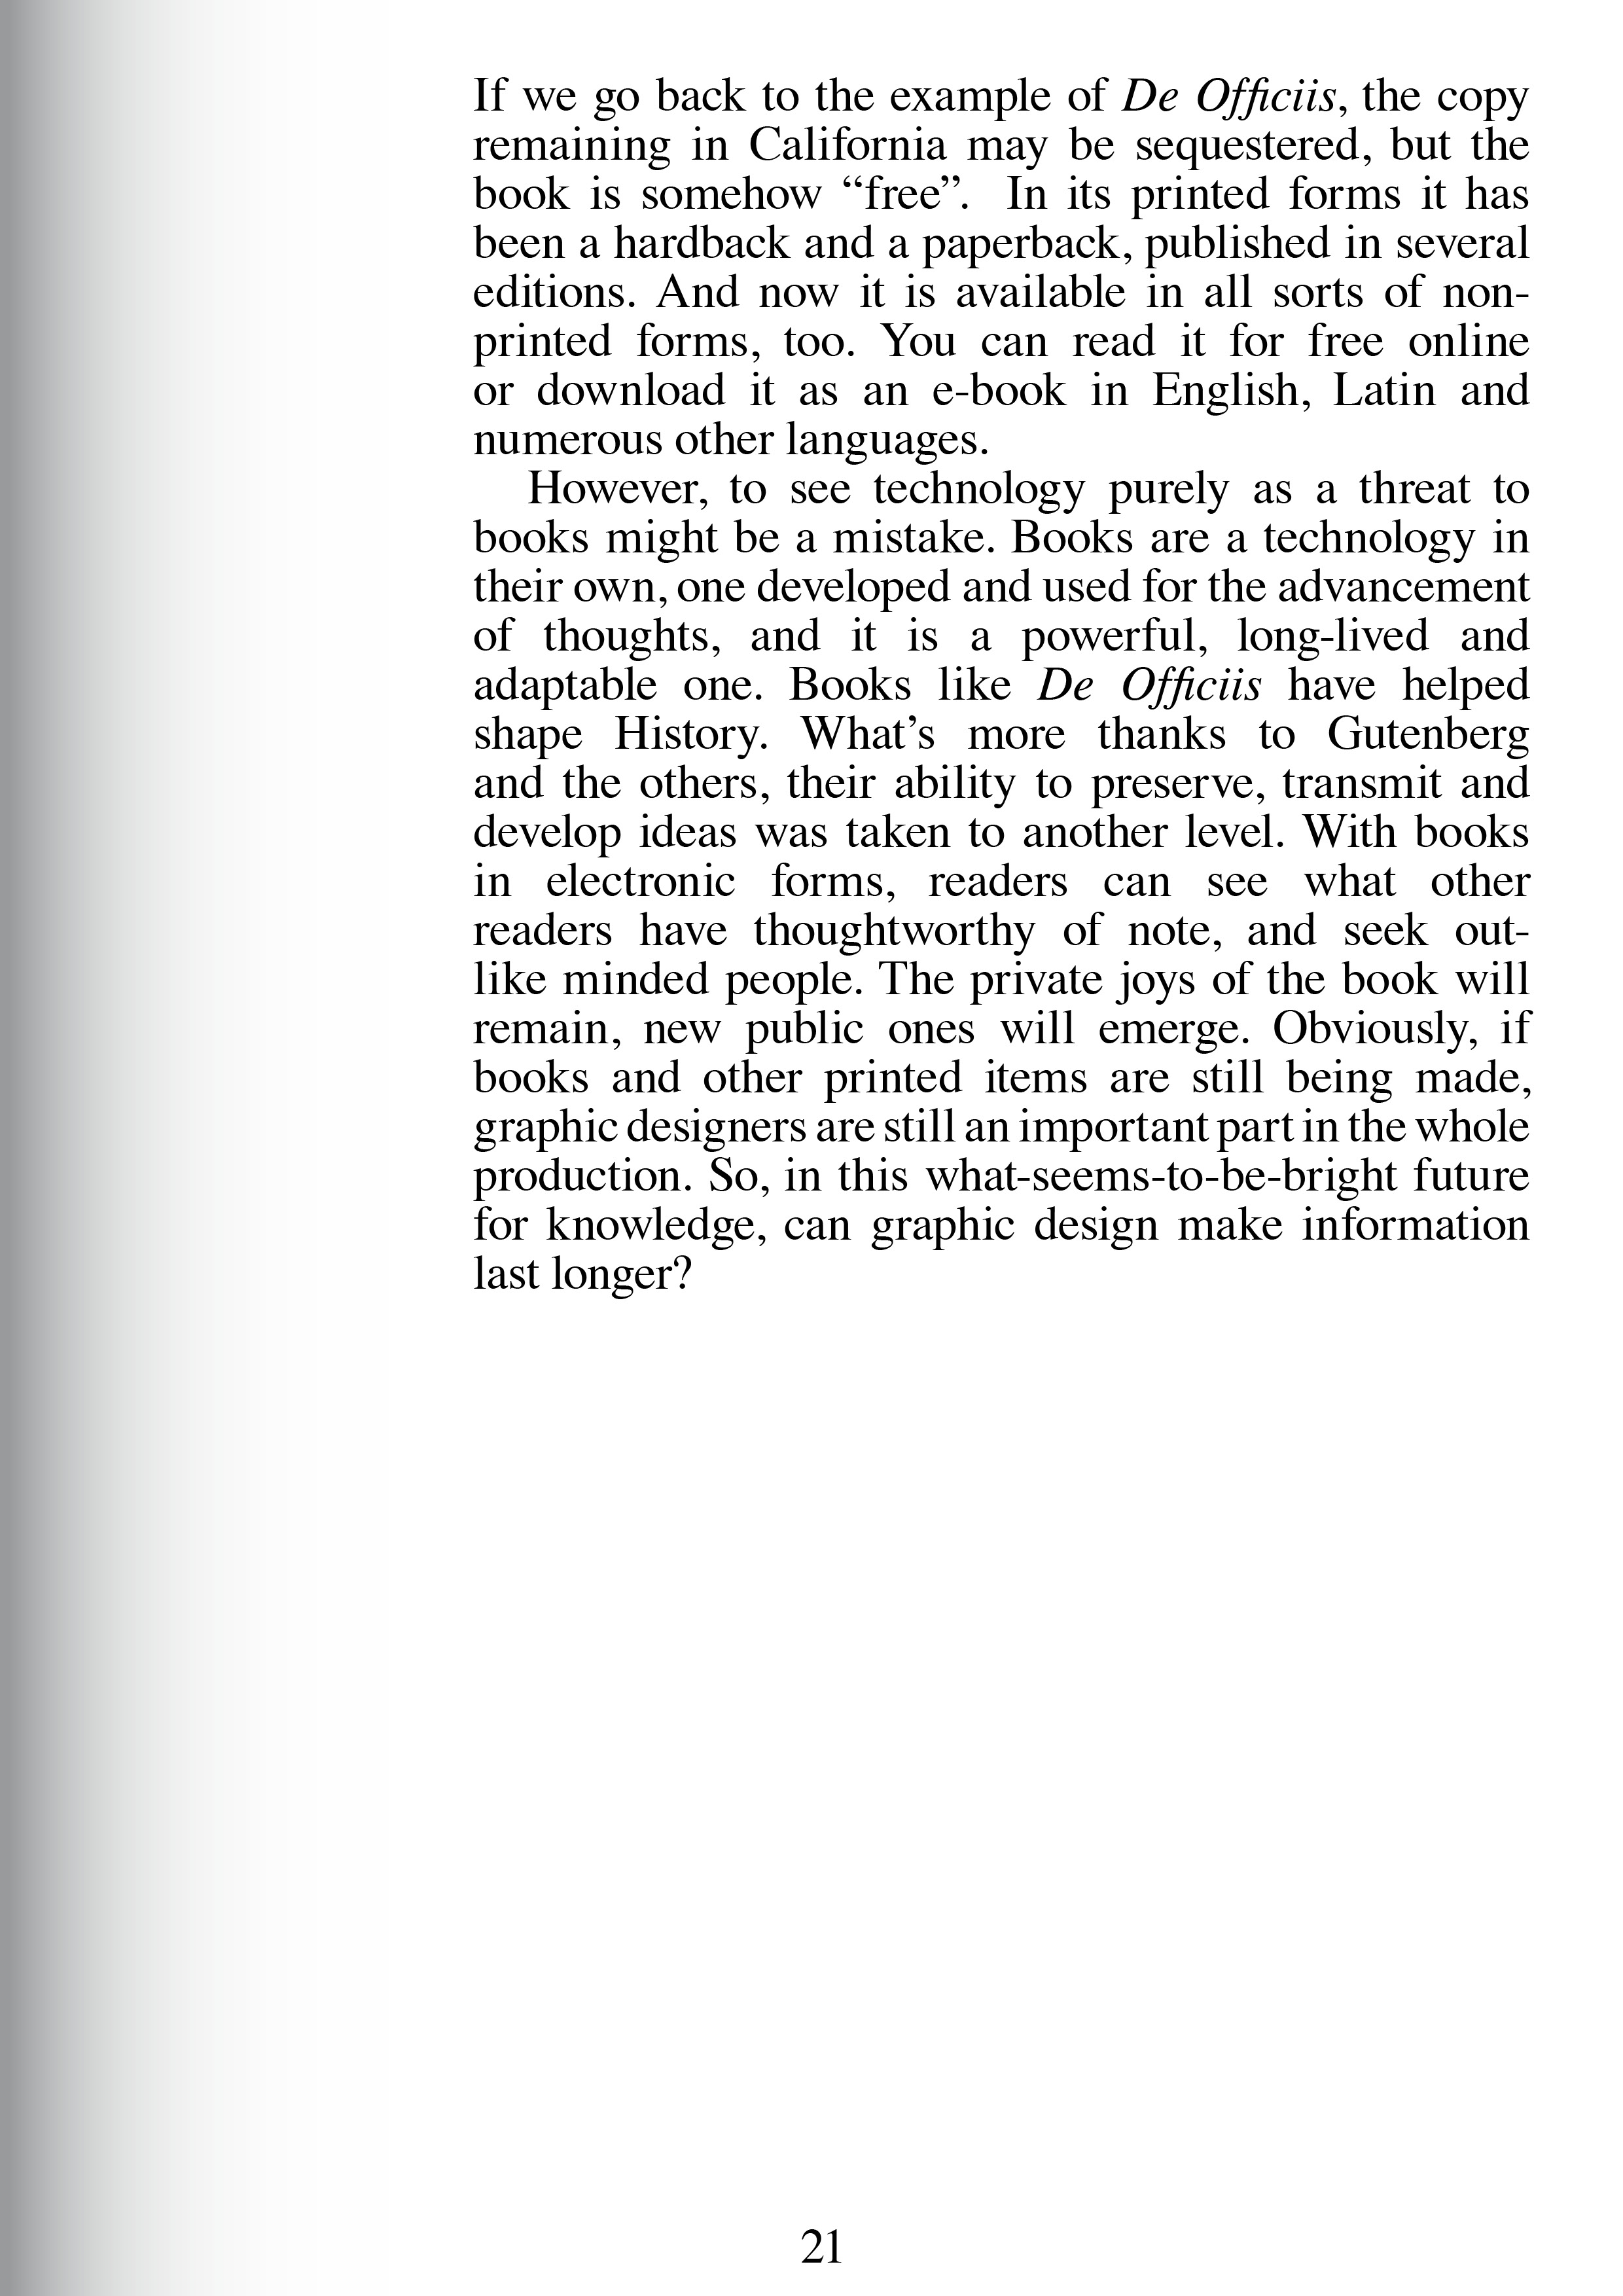 If we go back to the example of De Officiis, the copy
remaining in California may be sequestered, but the
book is somehow “free”.  In its printed forms it has
been a hardback and a paperback, published in several
editions. And now it is available in all sorts of non-
printed forms, too. You can read it for free online
or download it as an e-book in English, Latin and
numerous other languages.
However, to see technology purely as a threat to
books might be a mistake. Books are a technology in
their own, one developed and used for the advancement
of thoughts, and it is a powerful, long-lived and
adaptable one. Books like De Officiis have helped
shape History. What’s more thanks to Gutenberg
and the others, their ability to preserve, transmit and
develop ideas was taken to another level. With books
in electronic forms, readers can see what other
readers have thoughtworthy of note, and seek out-
like minded people. The private joys of the book will
remain, new public ones will emerge. Obviously, if
books and other printed items are still being made,
graphic designers are still an important part in the whole
production. So, in this what-seems-to-be-bright future
for knowledge, can graphic design make information
last longer?
21